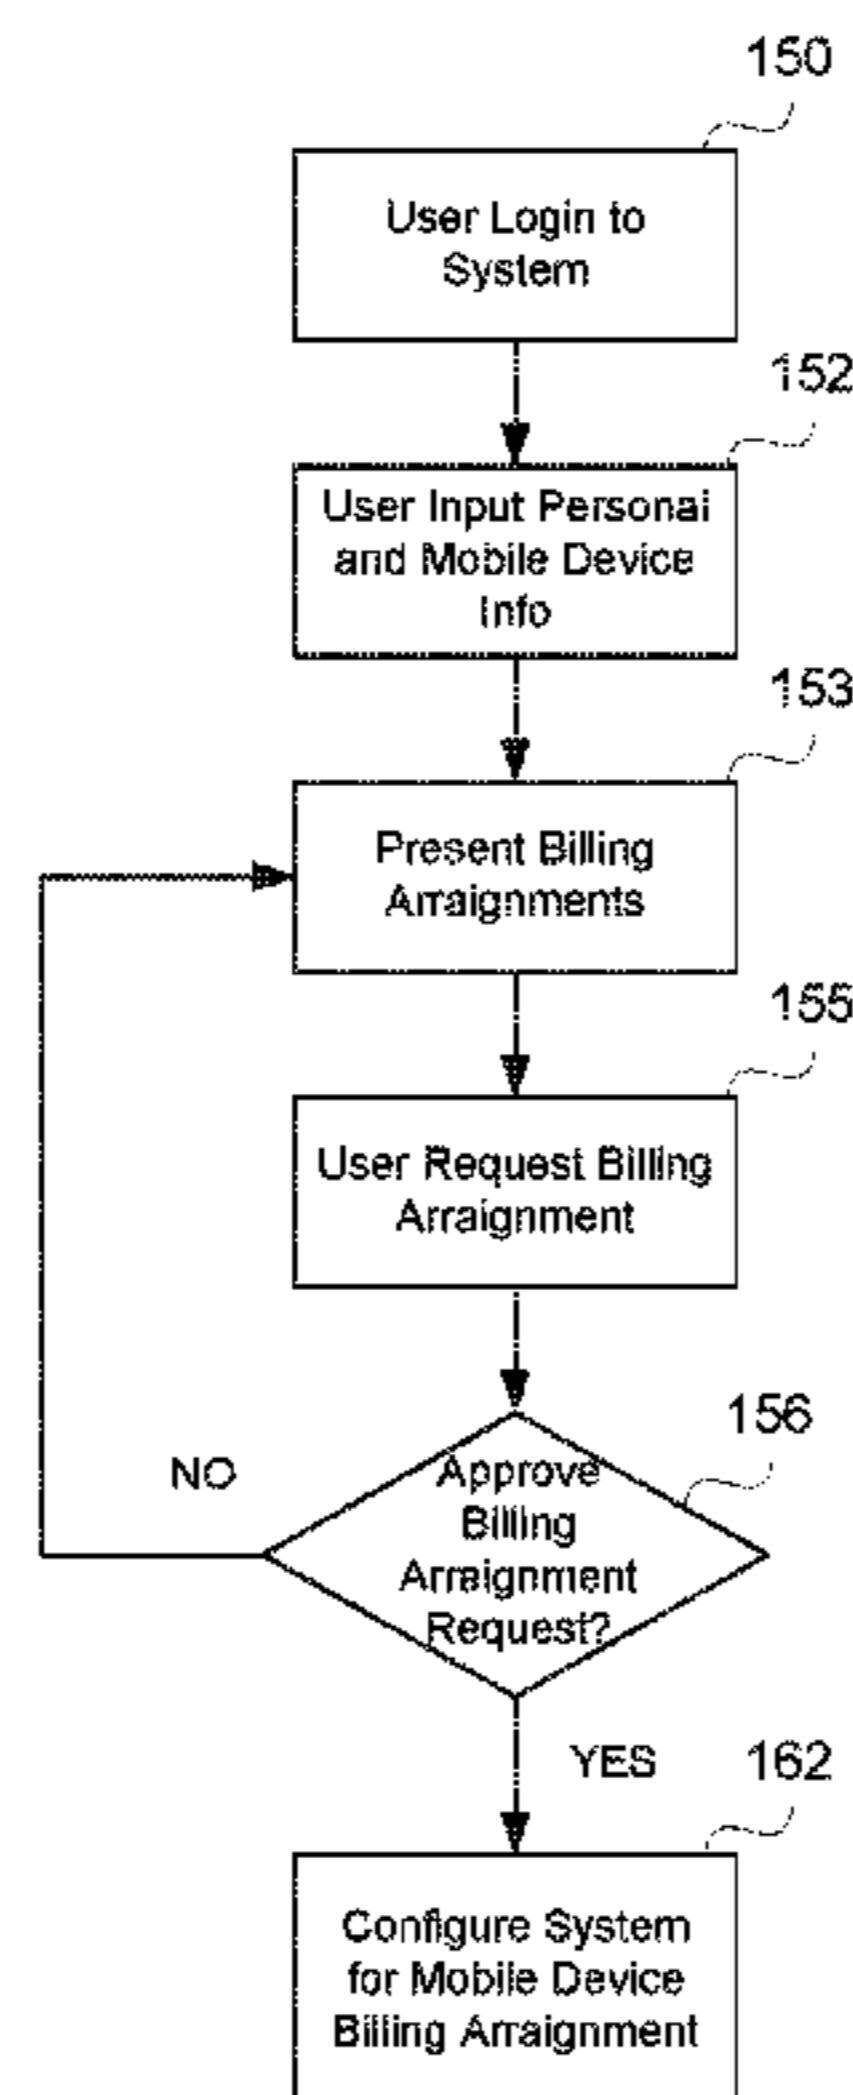 150
User Login to
System
152
User Input Personal
and Mobile Device
Info
153
Present Billing
Arraignments
155
User Request Billing
Arraignment
156
NO
Approve
Billing
Arraignment
Request?
YES
162
Configure System
for Mobile Device
Billing Arraignment